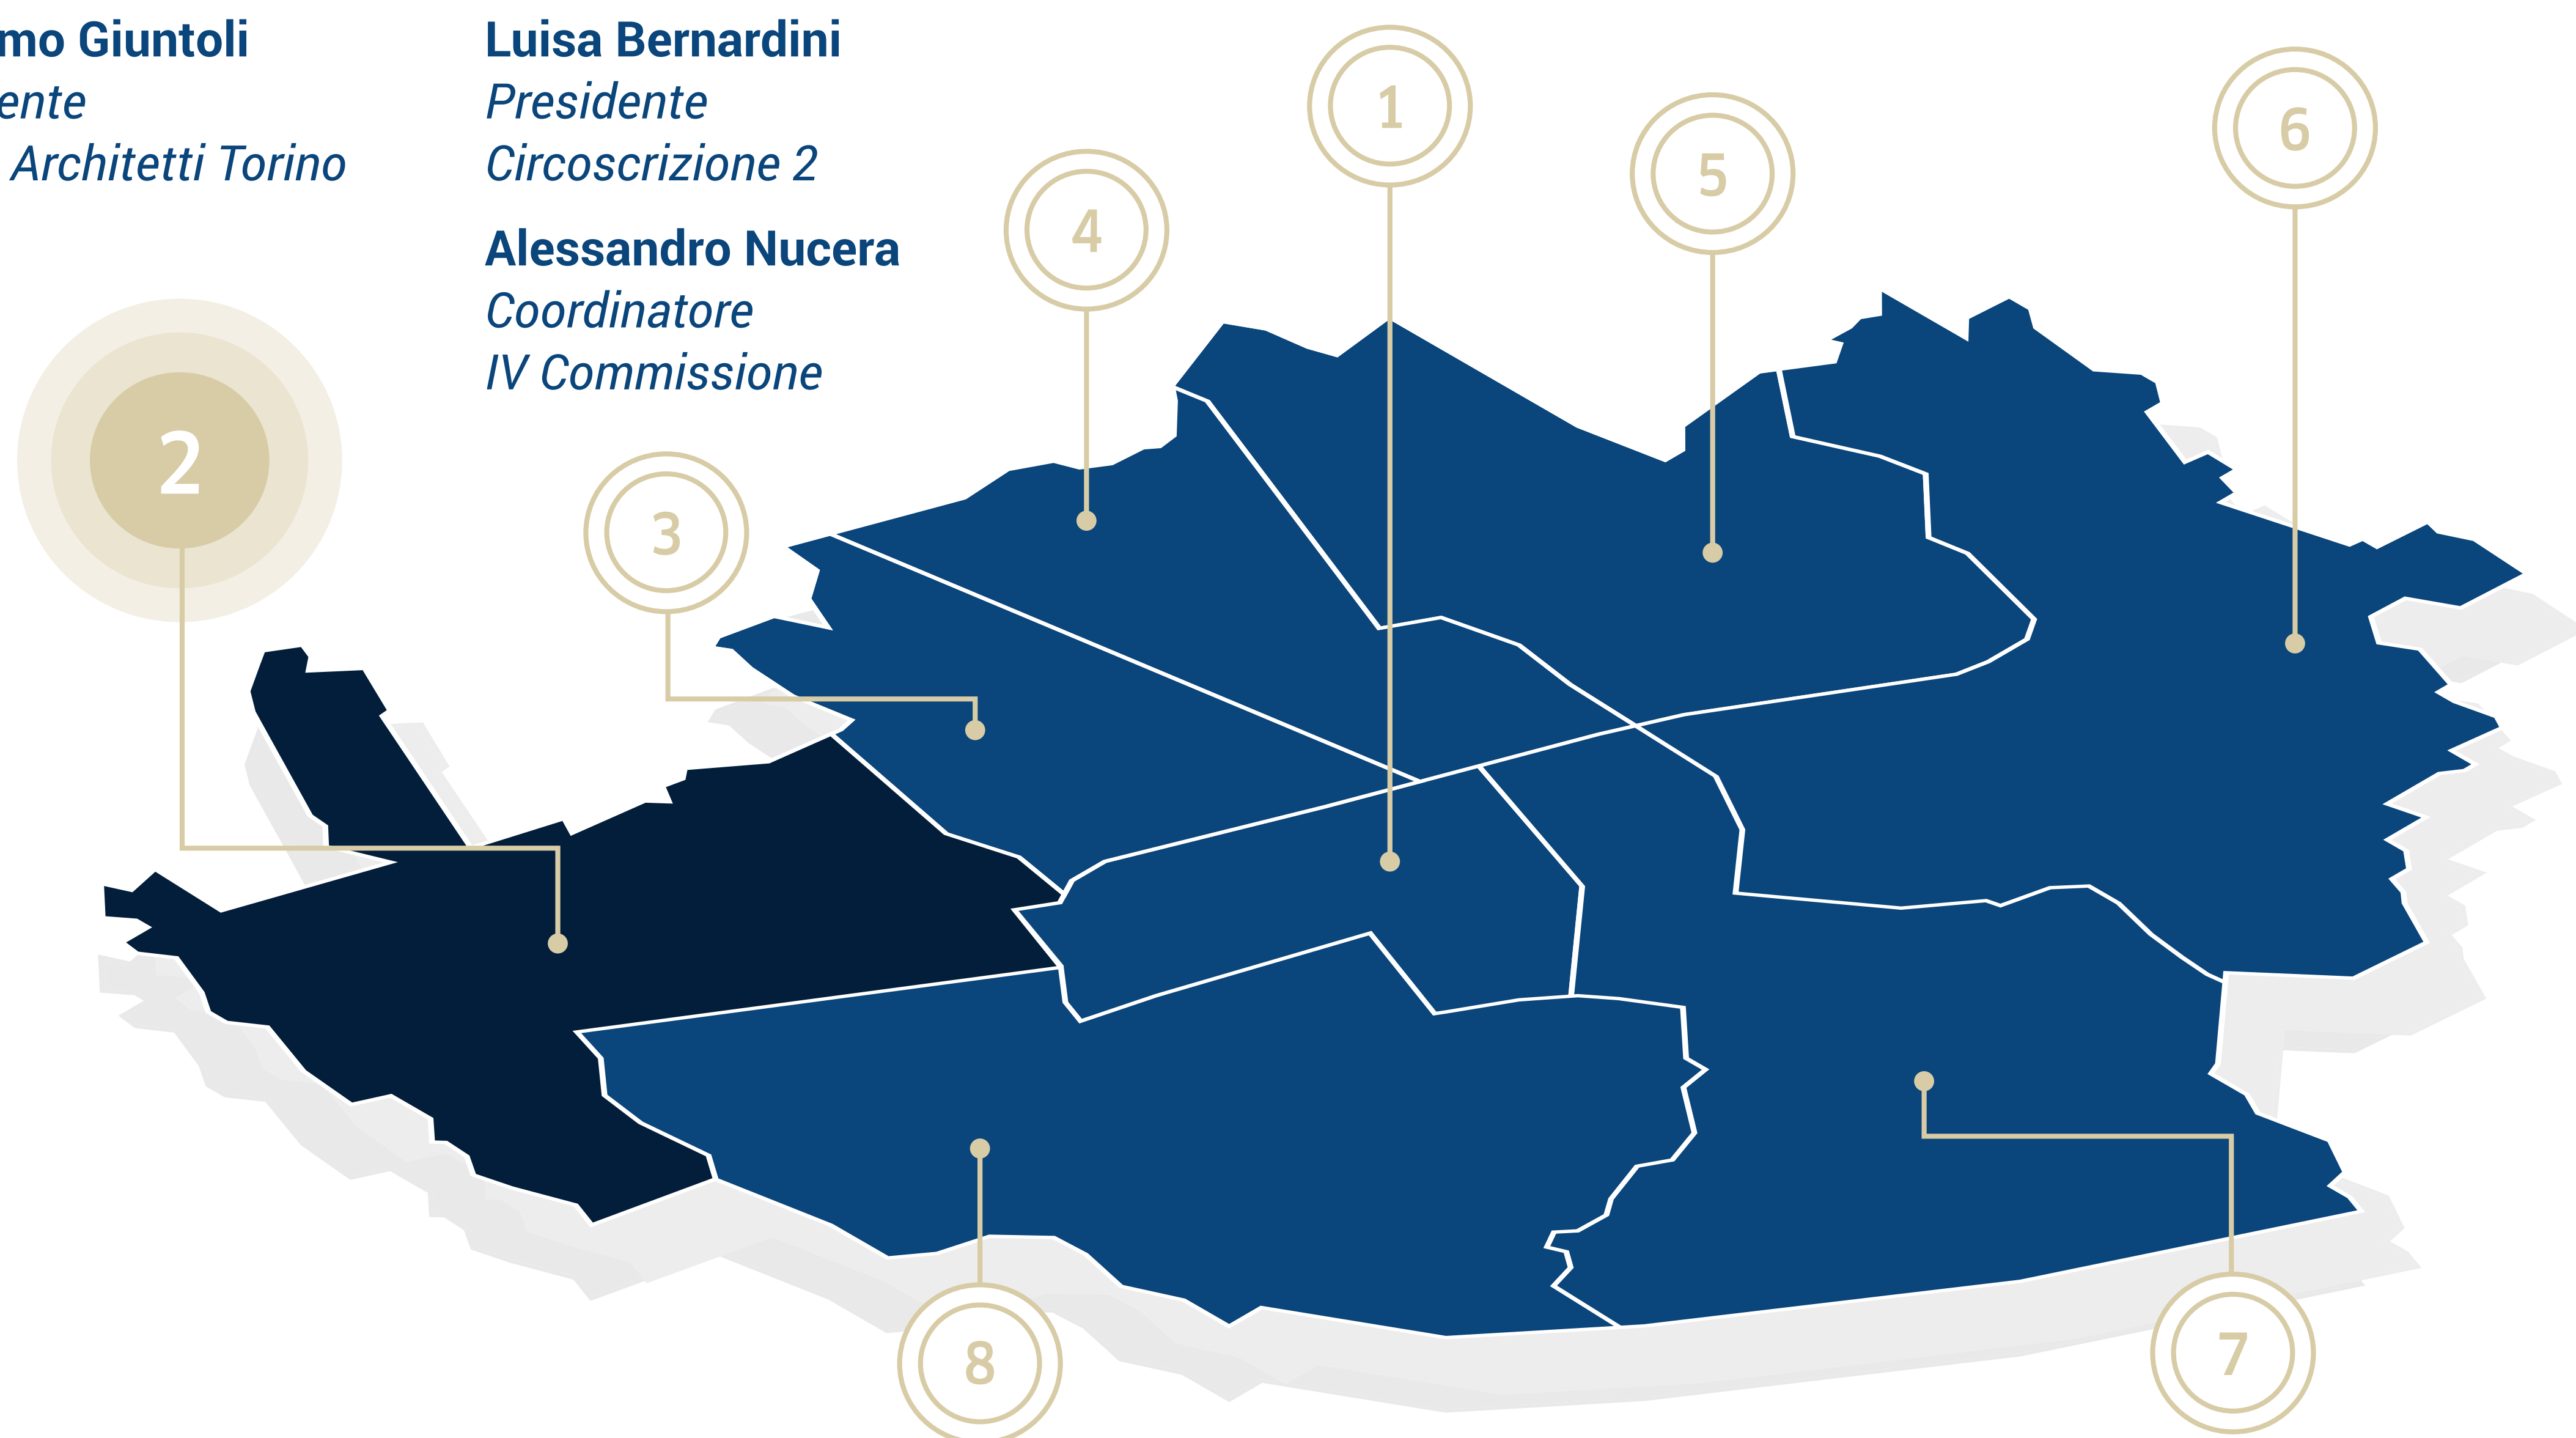 mo Giuntoli
ente
Architetti Torino
Luisa Bernardini
Presidente
Circoscrizione 2
Alessandro Nucera
Coordinatore
IV Commissione
1
6
5
4
2
3
8
7